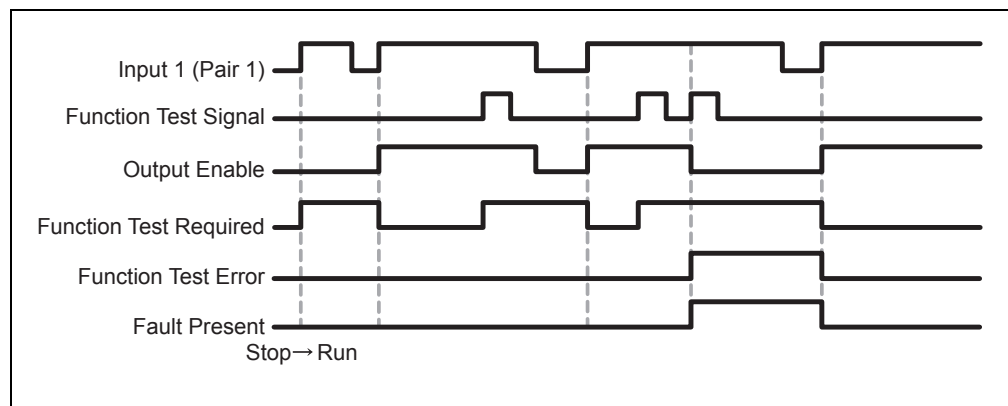 Input 1 (Pair 1)
Function Test Signal
Output Enable
Function Test Required
Function Test Error
Fault Present
Stop→Run